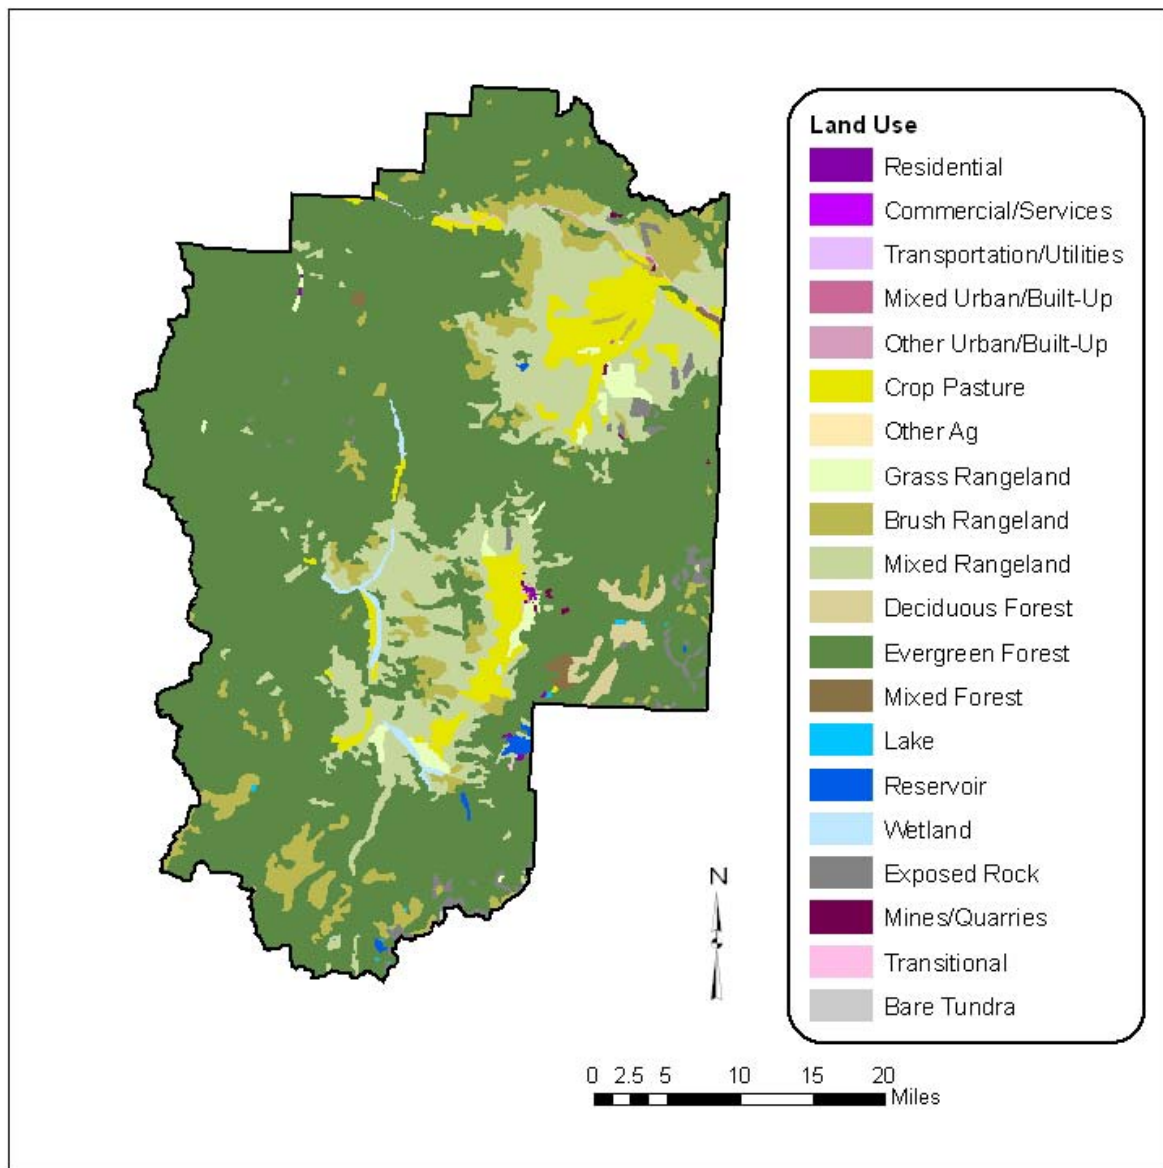 Land Use
Residential
Commercial/Services
Transportation/Utilities
Mixed Urban/Built-Up
Other Urban/Built-Up
Crop Pasture
Other Ag
Grass Rangeland
Brush Rangeland
Mixed Rangeland
Deciduous Forest
Evergreen Forest
Mixed Forest
Lake
Reservoir
Wetland
Exposed Rock
Mines/Quarries
Transitional
Bare Tundra
N
0 2.5 5 10 15 20
Miles